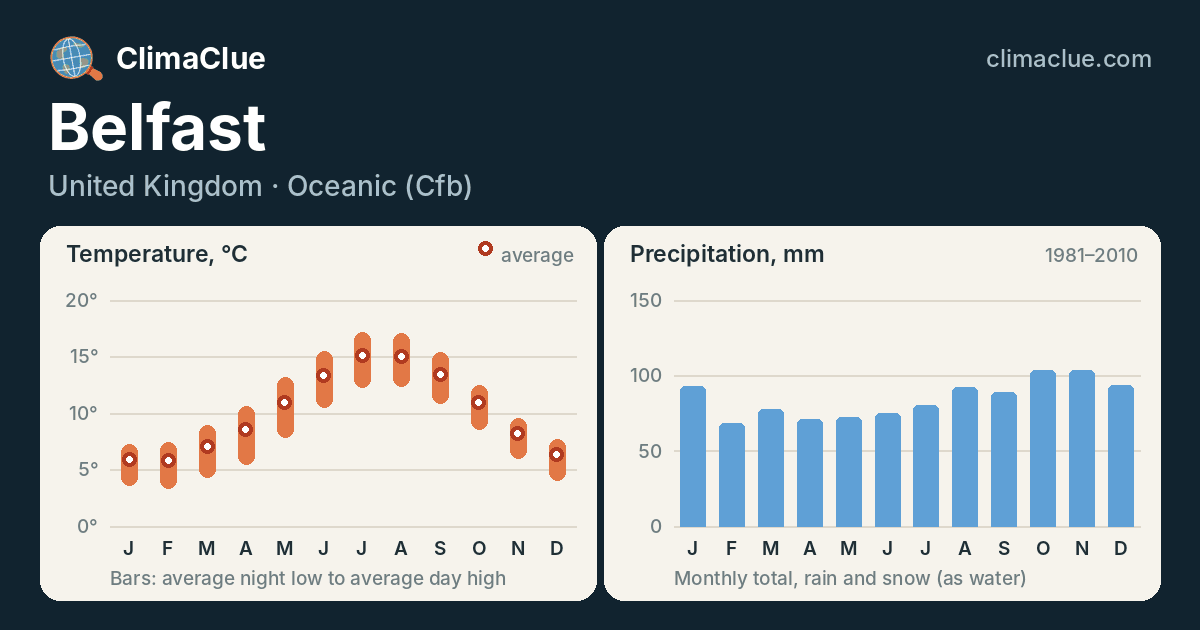 ClimaClue
climaclue.com
Belfast
United Kingdom · Oceanic (Cfb)
Temperature, °C
average
20°
15°
10°
5°
0°
J F M A M J J A S O N D
Bars: average night low to average day high
Precipitation, mm
1981–2010
150
100
50
0
J F M A M J J A S O N D
Monthly total, rain and snow (as water)